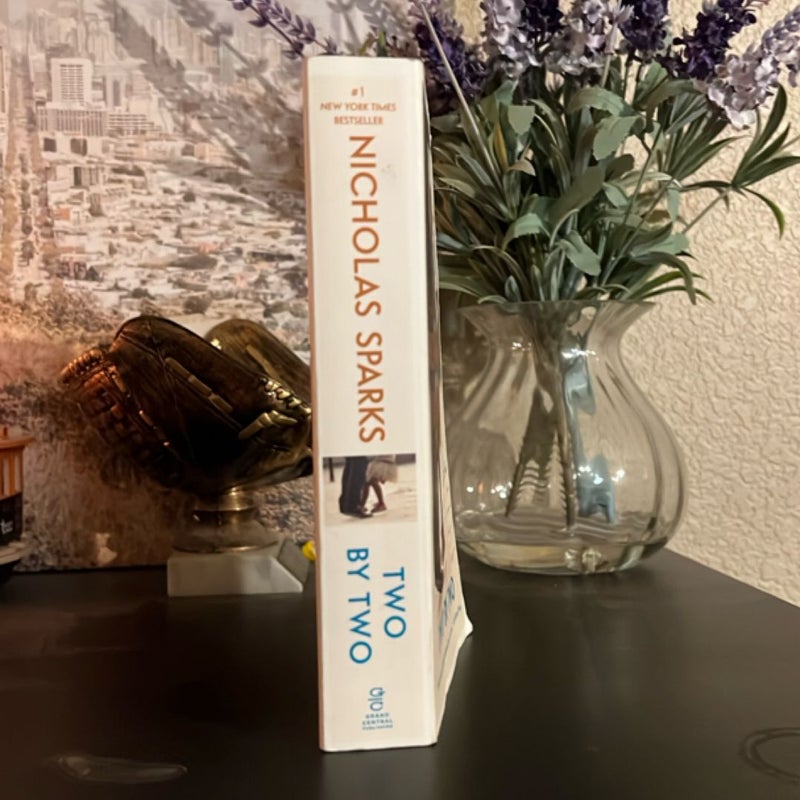 #1
NEW YORK TIMES
BESTSELLER
NICHOLAS SPARKS
TWO
BY TWO
GRAND
CENTRAL
PUBLISHING